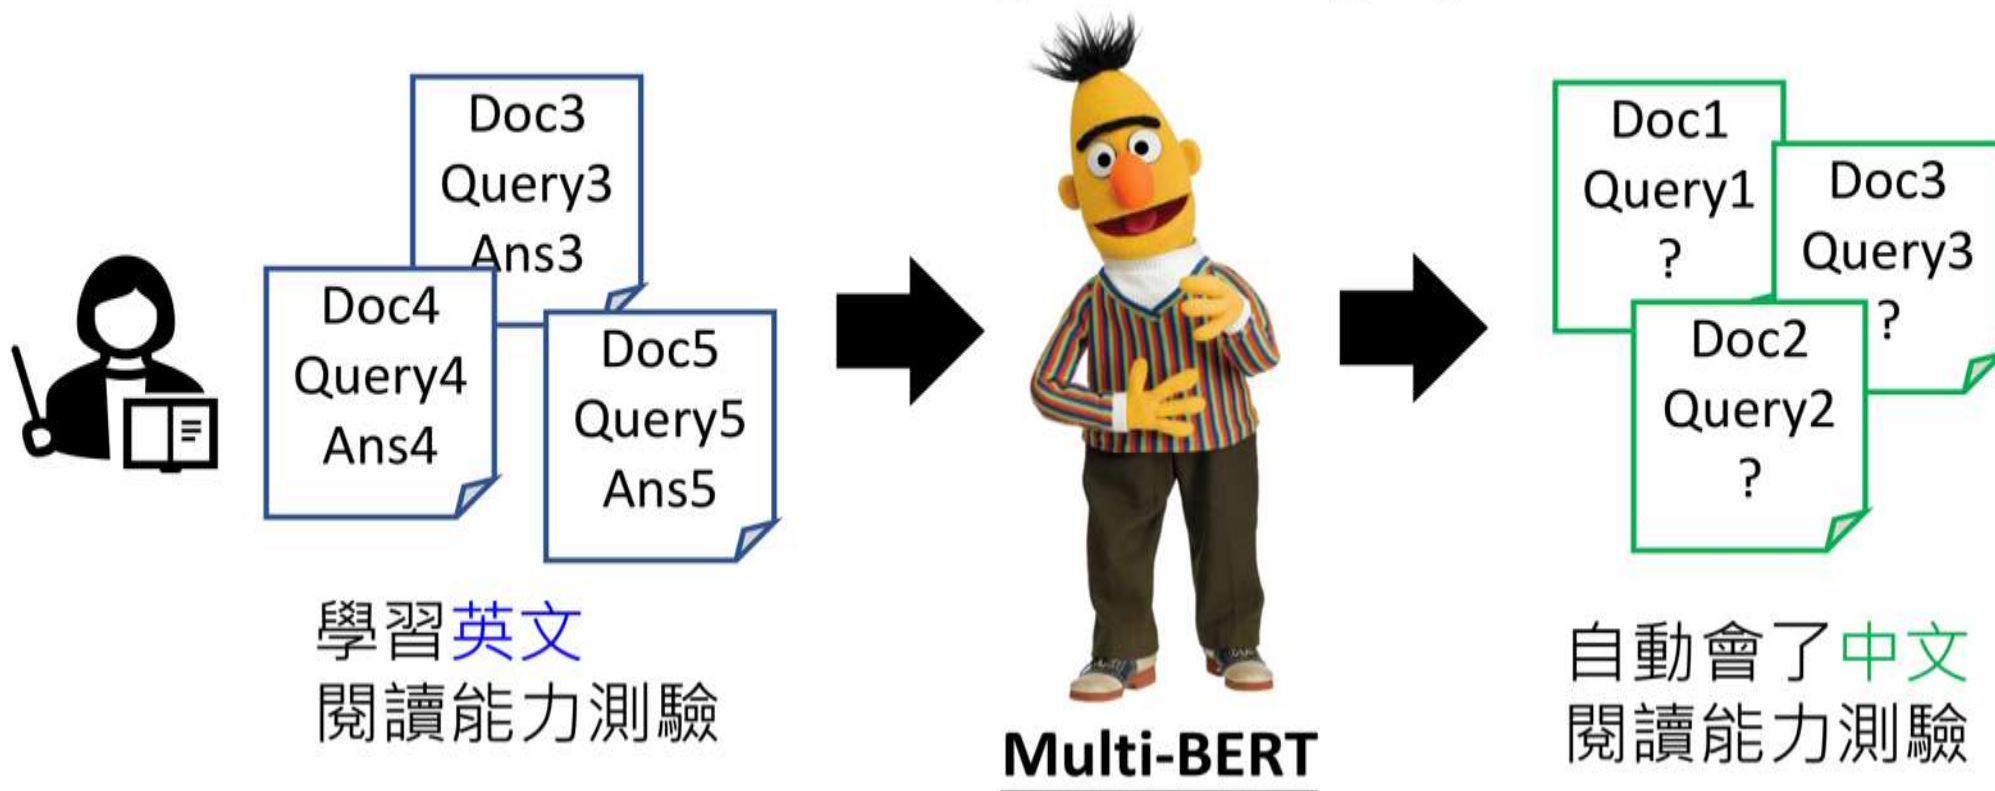 Doc3
Query3
Ans3
Doc4
Query4
Ans4
Doc5
Query5
Ans5
學習英文
閱讀能力測驗
Multi-BERT
Doc1
Query1
?
Doc3
Query3
?
Doc2
Query2
?
自動會了中文
閱讀能力測驗